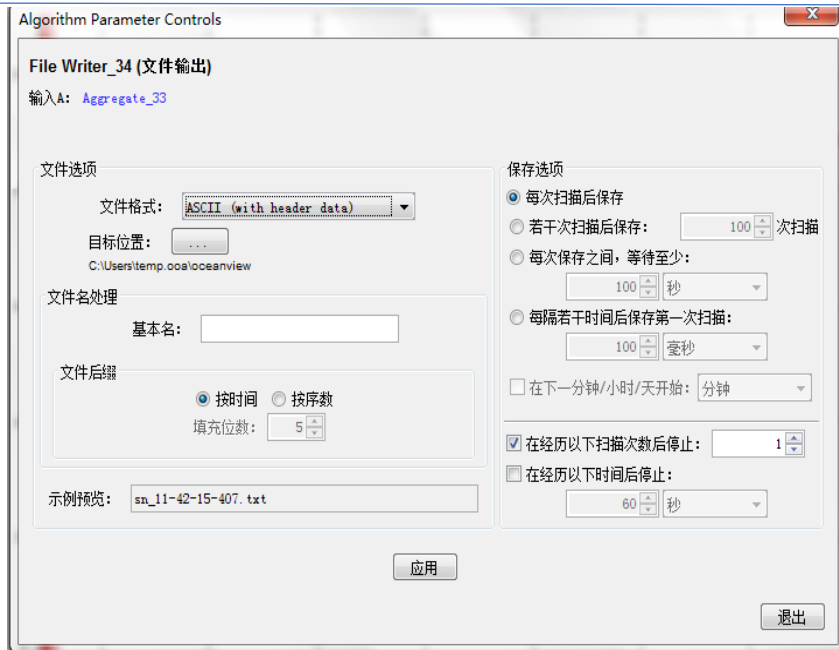 Algorithm Parameter Controls
File Writer_34 (文件输出)
输入A: Aggregate_33
文件选项
文件格式: ASCII (with header data)
目标位置: ...
C:\Users\temp.ooa\oceanview
文件名处理
基本名:
文件后缀
按时间 按序数
填充位数: 5
示例预览: sn_11-42-15-407.txt
保存选项
每次扫描后保存
若干次扫描后保存: 100 次扫描
每次保存之间,等待至少:
100 秒
每隔若干时间后保存第一次扫描:
100 毫秒
在下一分钟/小时/天开始: 分钟
在经历以下扫描次数后停止: 1
在经历以下时间后停止:
60 秒
应用
退出